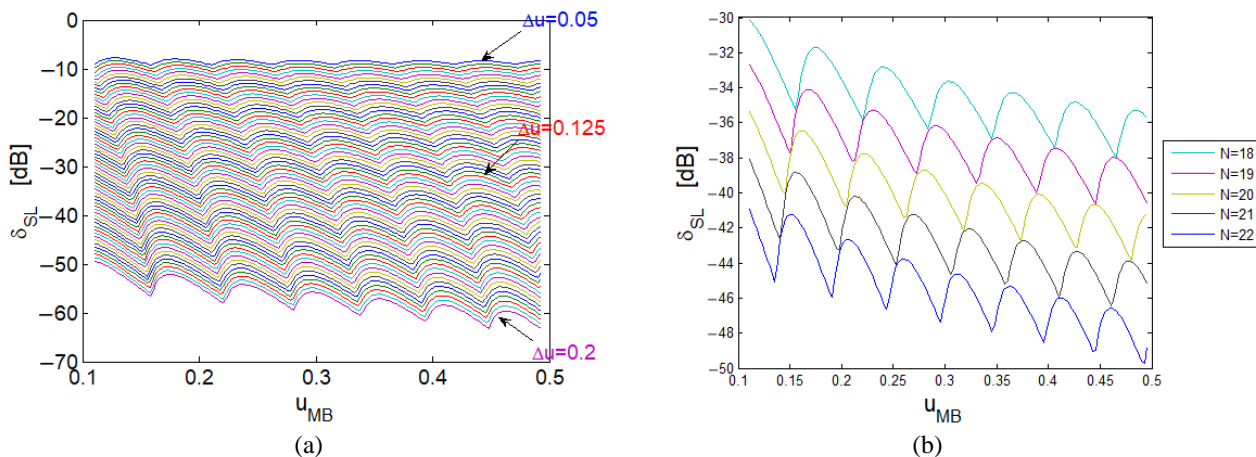 0
−10
−20
−30
−40
−50
−60
−70
δSL [dB]
0.1
0.2
0.3
0.4
0.5
uMB
Δu=0.05
Δu=0.125
Δu=0.2
(a)
−30
−32
−34
−36
−38
−40
−42
−44
−46
−48
−50
δSL [dB]
0.1
0.15
0.2
0.25
0.3
0.35
0.4
0.45
0.5
uMB
N=18
N=19
N=20
N=21
N=22
(b)